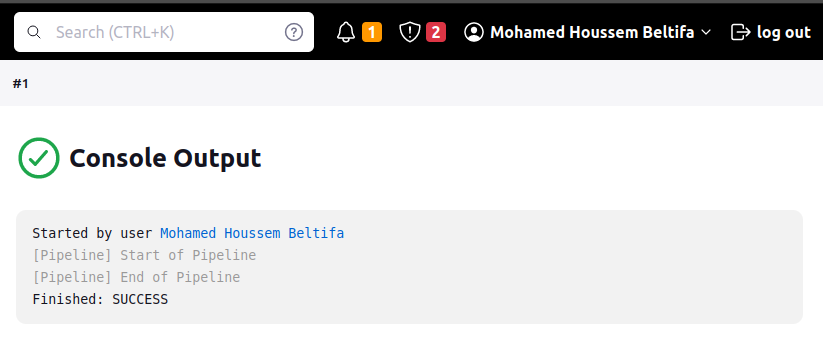 Search (CTRL+K) ? 1 2 Mohamed Houssem Beltifa log out
#1
Console Output
Started by user Mohamed Houssem Beltifa
[Pipeline] Start of Pipeline
[Pipeline] End of Pipeline
Finished: SUCCESS